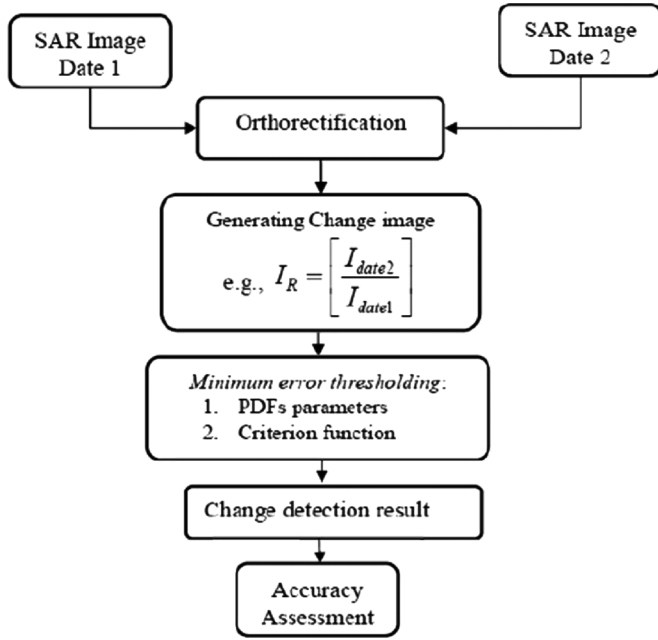 SAR Image
Date 1
SAR Image
Date 2
Orthorectification
Generating Change image
e.g., I_R = [I_date2 / I_date1]
Minimum error thresholding:
1. PDFs parameters
2. Criterion function
Change detection result
Accuracy
Assessment